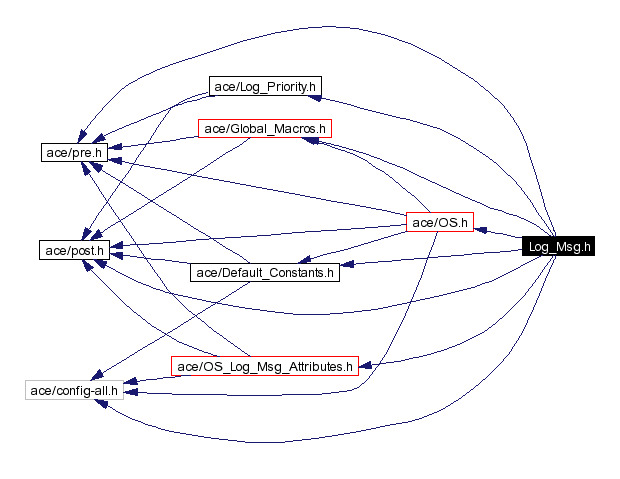 ace/Log_Priority.h
ace/Global_Macros.h
ace/pre.h
ace/OS.h
Log_Msg.h
ace/post.h
ace/Default_Constants.h
ace/OS_Log_Msg_Attributes.h
ace/config-all.h